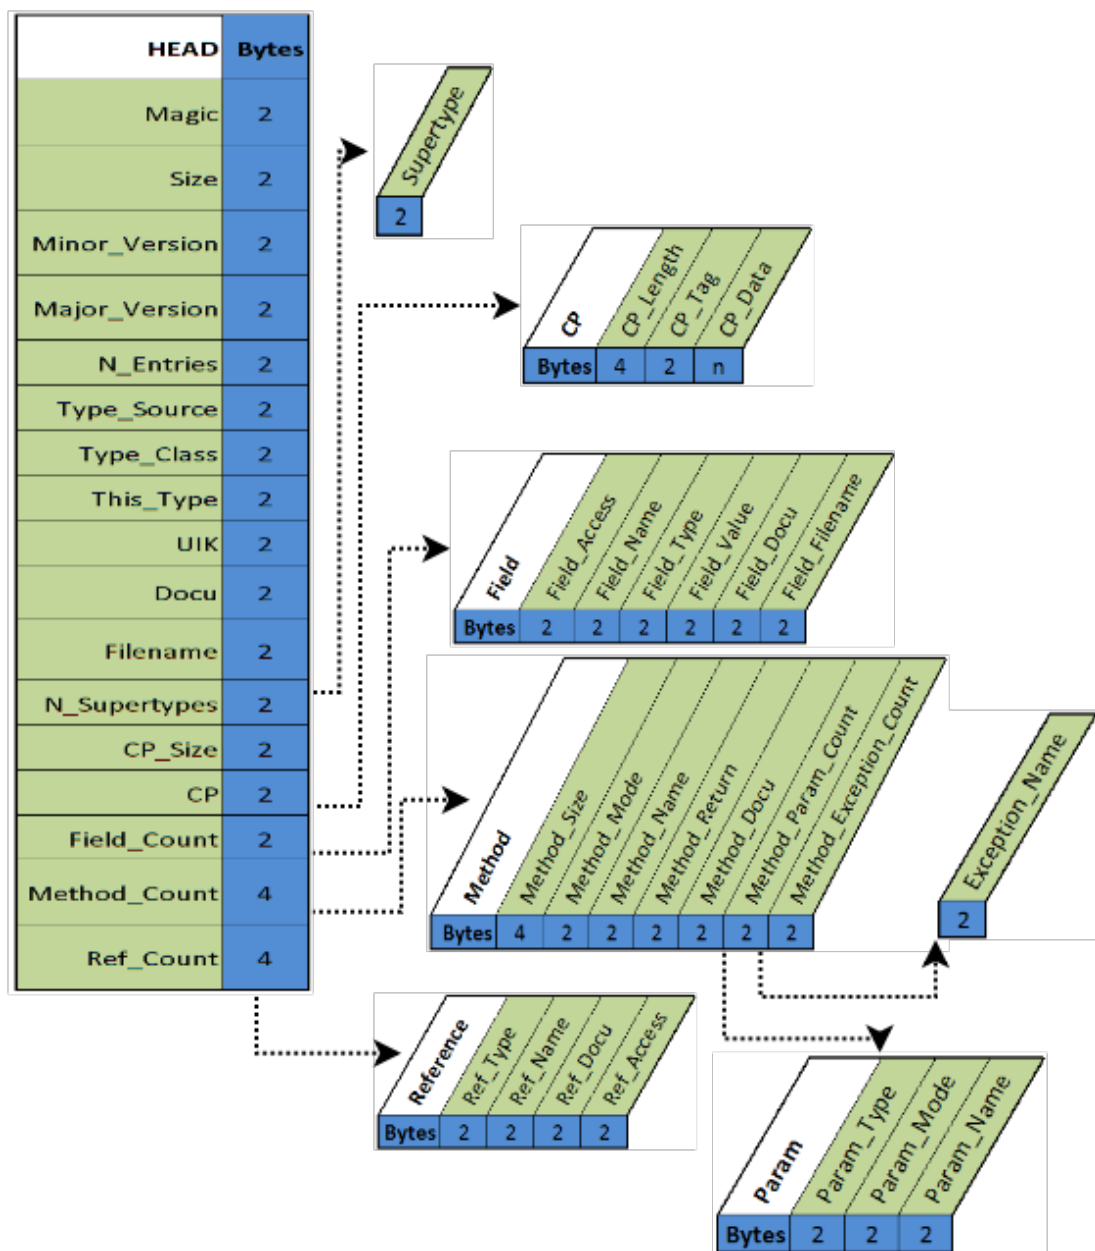 HEAD Bytes
Magic 2
Size 2
Minor_Version 2
Major_Version 2
N_Entries 2
Type_Source 2
Type_Class 2
This_Type 2
UIK 2
Docu 2
Filename 2
N_Supertypes 2
CP_Size 2
CP 2
Field_Count 2
Method_Count 4
Ref_Count 4
Supertype
2
CP
CP_Length
CP_Tag
CP_Data
Bytes 4 2 n
Field
Field_Access
Field_Name
Field_Type
Field_Value
Field_Docu
Field_Filename
Bytes 2 2 2 2 2 2
Method
Method_Size
Method_Mode
Method_Name
Method_Return
Method_Docu
Method_Param_Count
Method_Exception_Count
Bytes 4 2 2 2 2 2 2
Exception_Name
2
Reference
Ref_Type
Ref_Name
Ref_Docu
Ref_Access
Bytes 2 2 2 2
Param
Param_Type
Param_Mode
Param_Name
Bytes 2 2 2